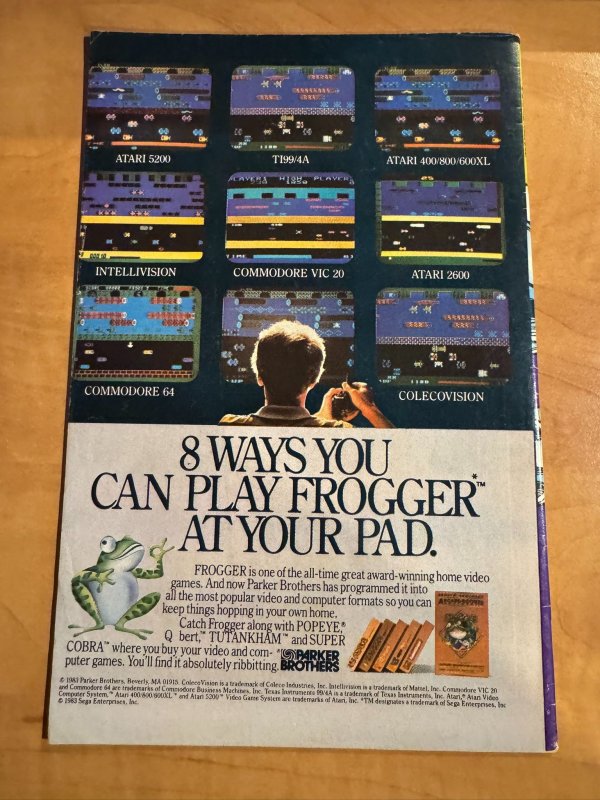 ATARI 5200
TI99/4A
ATARI 400/800/600XL
PLAYER1 HIGH PLAYER
INTELLIVISION
COMMODORE VIC 20
ATARI 2600
COMMODORE 64
COLECOVISION
8 WAYS YOU
CAN PLAY FROGGER*™
AT YOUR PAD.
FROGGER is one of the all-time great award-winning home video
games. And now Parker Brothers has programmed it into
all the most popular video and computer formats so you can
keep things hopping in your own home.
Catch Frogger along with POPEYE,®
Q bert,™ TUTANKHAM™ and SUPER
COBRA™ where you buy your video and com-
puter games. You'll find it absolutely ribbitting.
PARKER
BROTHERS
© 1983 Parker Brothers, Beverly, MA 01915. ColecoVision is a trademark of Coleco Industries, Inc. Intellivision is a trademark of Mattel, Inc. Commodore VIC 20
and Commodore 64 are trademarks of Commodore Business Machines, Inc. Texas Instruments 99/4A is a trademark of Texas Instruments, Inc. Atari,® Atari Video
Computer System,™ Atari 400/800/600XL™ and Atari 5200™ Video Game System are trademarks of Atari, Inc. *TM designates a trademark of Sega Enterprises, Inc
© 1983 Sega Enterprises, Inc.